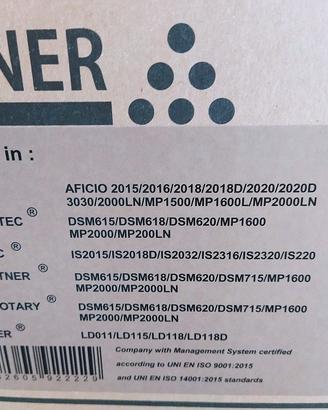 NER
in :
AFICIO 2015/2016/2018/2018D/2020/2020D
3030/2000LN/MP1500/MP1600L/MP2000LN
TEC ® DSM615/DSM618/DSM620/MP1600
MP2000/MP200LN
C ® IS2015/IS2018D/IS2032/IS2316/IS2320/IS220
TNER ® DSM615/DSM618/DSM620/DSM715/MP1600
MP2000/MP2000LN
OTARY ® DSM615/DSM618/DSM620/DSM715/MP1600
MP2000/MP2000LN
ER ® LD011/LD115/LD118/LD118D
Company with Management System certified
according to UNI EN ISO 9001:2015
and UNI EN ISO 14001:2015 standards
52605 922229